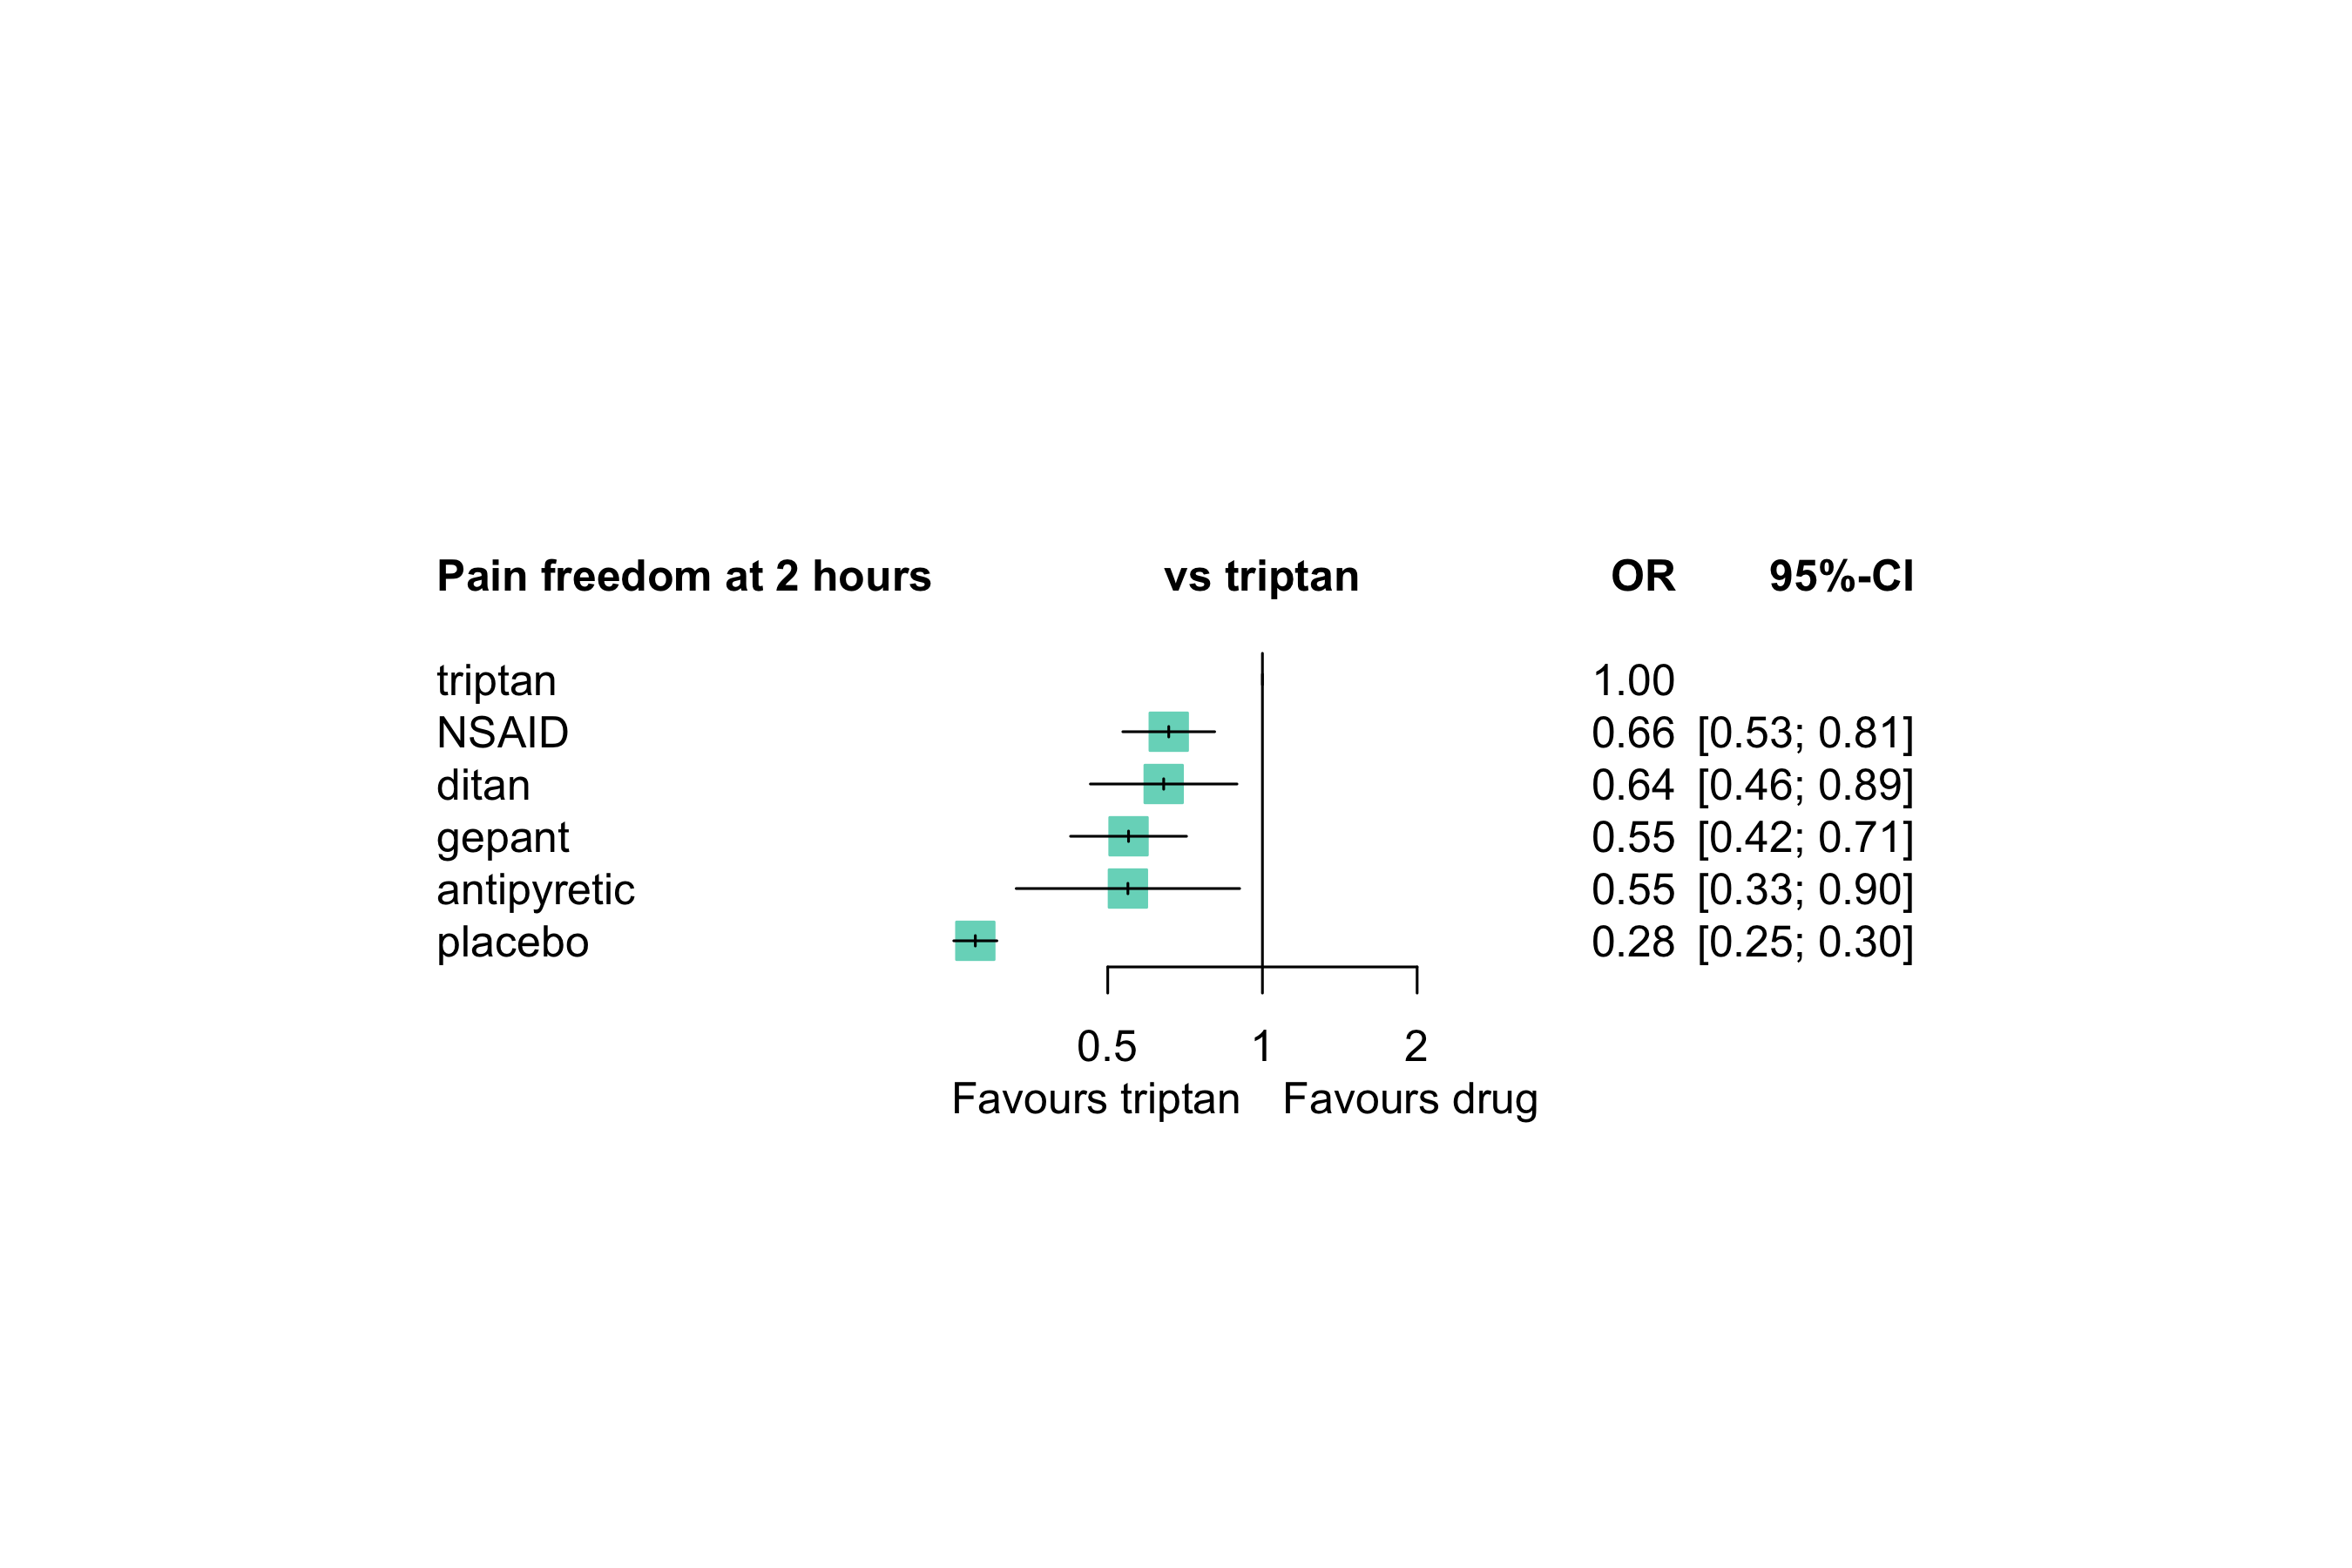 Pain freedom at 2 hours vs triptan OR 95%-CI
triptan 1.00
NSAID 0.66 [0.53; 0.81]
ditan 0.64 [0.46; 0.89]
gepant 0.55 [0.42; 0.71]
antipyretic 0.55 [0.33; 0.90]
placebo 0.28 [0.25; 0.30]
0.5 1 2
Favours triptan Favours drug